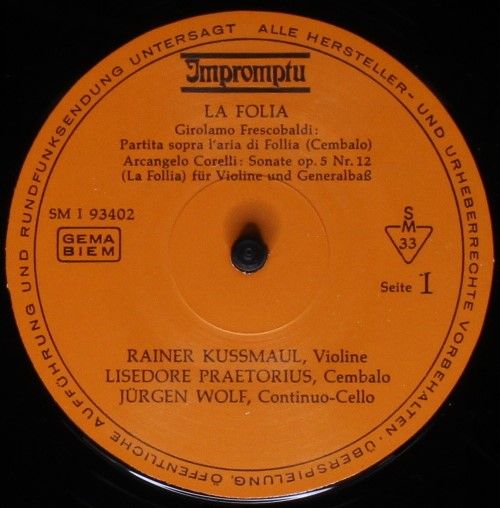 ALLE HERSTELLER- UND URHEBERRECHTE VORBEHALTEN · ÜBERSPIELUNG, ÖFFENTLICHE AUFFÜHRUNG UND RUNDFUNKSENDUNG UNTERSAGT
Impromptu
LA FOLIA
Girolamo Frescobaldi:
Partita sopra l'aria di Follia (Cembalo)
Arcangelo Corelli: Sonate op. 5 Nr. 12
(La Follia) für Violine und Generalbaß
SM I 93402
GEMA
BIEM
S
M
33
Seite 1
RAINER KUSSMAUL, Violine
LISEDORE PRAETORIUS, Cembalo
JÜRGEN WOLF, Continuo-Cello